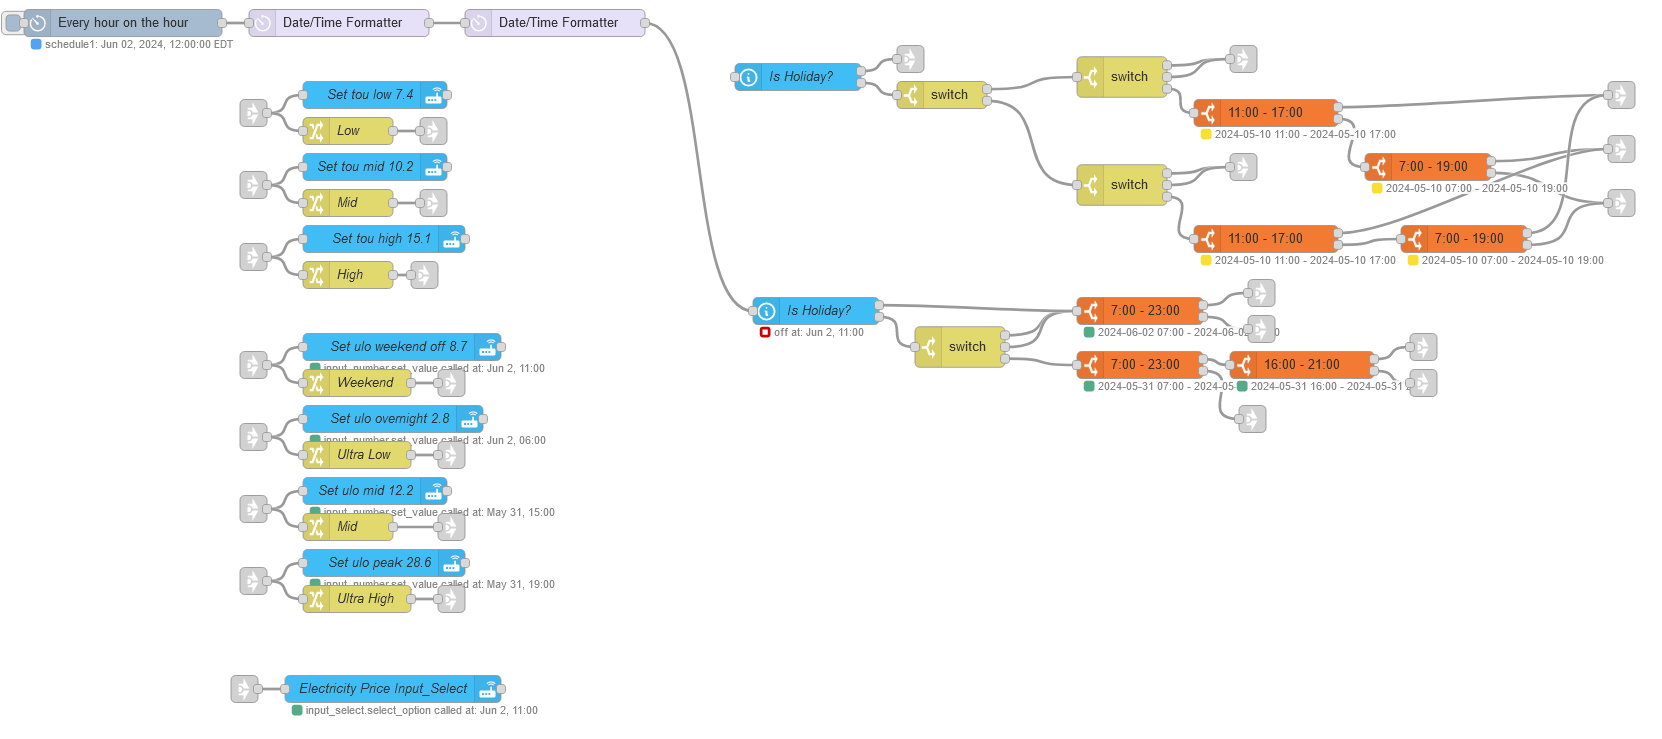 Every hour on the hour
schedule1: Jun 02, 2024, 12:00:00 EDT
Date/Time Formatter
Date/Time Formatter
Set tou low 7.4
Low
Set tou mid 10.2
Mid
Set tou high 15.1
High
Set ulo weekend off 8.7
input_number.set_value called at: Jun 2, 11:00
Weekend
Set ulo overnight 2.8
input_number.set_value called at: Jun 2, 06:00
Ultra Low
Set ulo mid 12.2
input_number.set_value called at: May 31, 15:00
Mid
Set ulo peak 28.6
input_number.set_value called at: May 31, 19:00
Ultra High
Electricity Price Input_Select
input_select.select_option called at: Jun 2, 11:00
Is Holiday?
switch
switch
11:00 - 17:00
2024-05-10 11:00 - 2024-05-10 17:00
7:00 - 19:00
2024-05-10 07:00 - 2024-05-10 19:00
switch
11:00 - 17:00
2024-05-10 11:00 - 2024-05-10 17:00
7:00 - 19:00
2024-05-10 07:00 - 2024-05-10 19:00
Is Holiday?
off at: Jun 2, 11:00
switch
7:00 - 23:00
2024-06-02 07:00 - 2024-06-0
7:00 - 23:00
2024-05-31 07:00 - 2024-05-
16:00 - 21:00
2024-05-31 16:00 - 2024-05-31